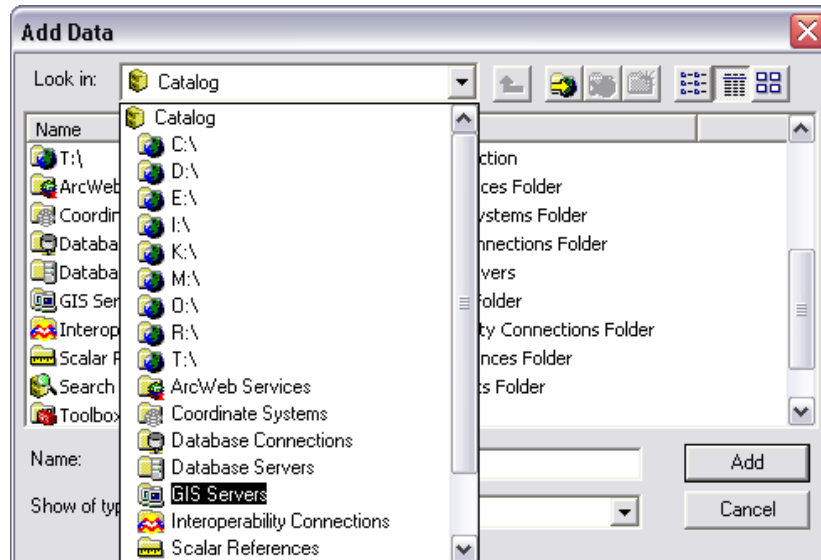 Add Data
Look in: Catalog
Catalog
C:\
D:\
E:\
I:\
K:\
M:\
O:\
R:\
T:\
ArcWeb Services
Coordinate Systems
Database Connections
Database Servers
GIS Servers
Interoperability Connections
Scalar References
Name
T:\ ction
ArcWeb ces Folder
Coordin ystems Folder
Databa nnections Folder
Databa vers
GIS Ser Folder
Interop ty Connections Folder
Scalar F nces Folder
Search ts Folder
Toolbox
Name: Add
Show of typ Cancel